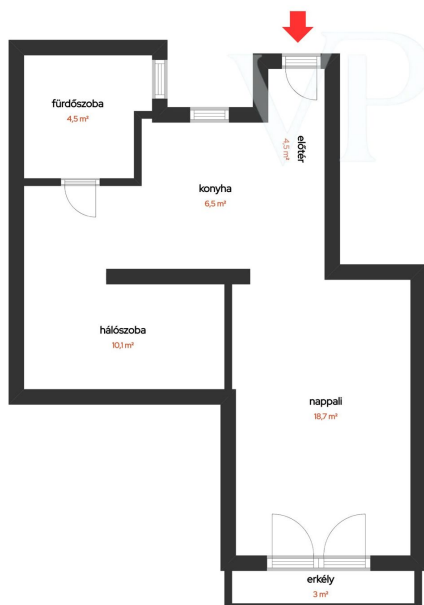 VP
fürdőszoba
4,5 m²
előtér
4,5 m²
konyha
6,5 m²
hálószoba
10,1 m²
nappali
18,7 m²
erkély
3 m²